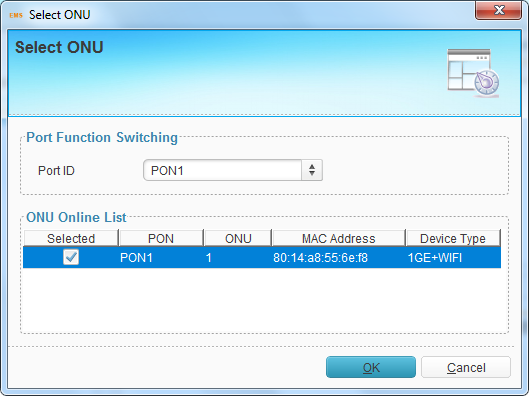 EMS Select ONU
Select ONU
Port Function Switching
Port ID PON1
ONU Online List
Selected PON ONU MAC Address Device Type
PON1 1 80:14:a8:55:6e:f8 1GE+WIFI
OK Cancel